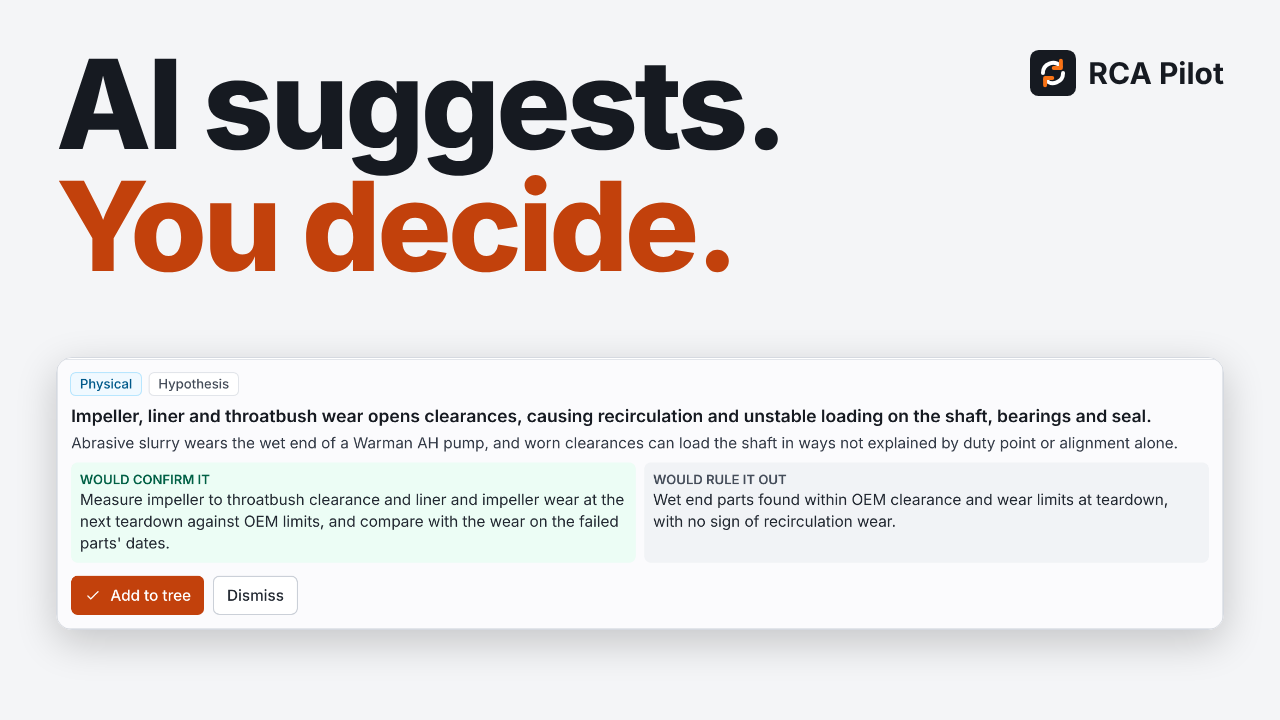 AI suggests.
You decide.
RCA Pilot
Physical
Hypothesis
Impeller, liner and throatbush wear opens clearances, causing recirculation and unstable loading on the shaft, bearings and seal.
Abrasive slurry wears the wet end of a Warman AH pump, and worn clearances can load the shaft in ways not explained by duty point or alignment alone.
WOULD CONFIRM IT
Measure impeller to throatbush clearance and liner and impeller wear at the
next teardown against OEM limits, and compare with the wear on the failed
parts' dates.
WOULD RULE IT OUT
Wet end parts found within OEM clearance and wear limits at teardown,
with no sign of recirculation wear.
Add to tree
Dismiss